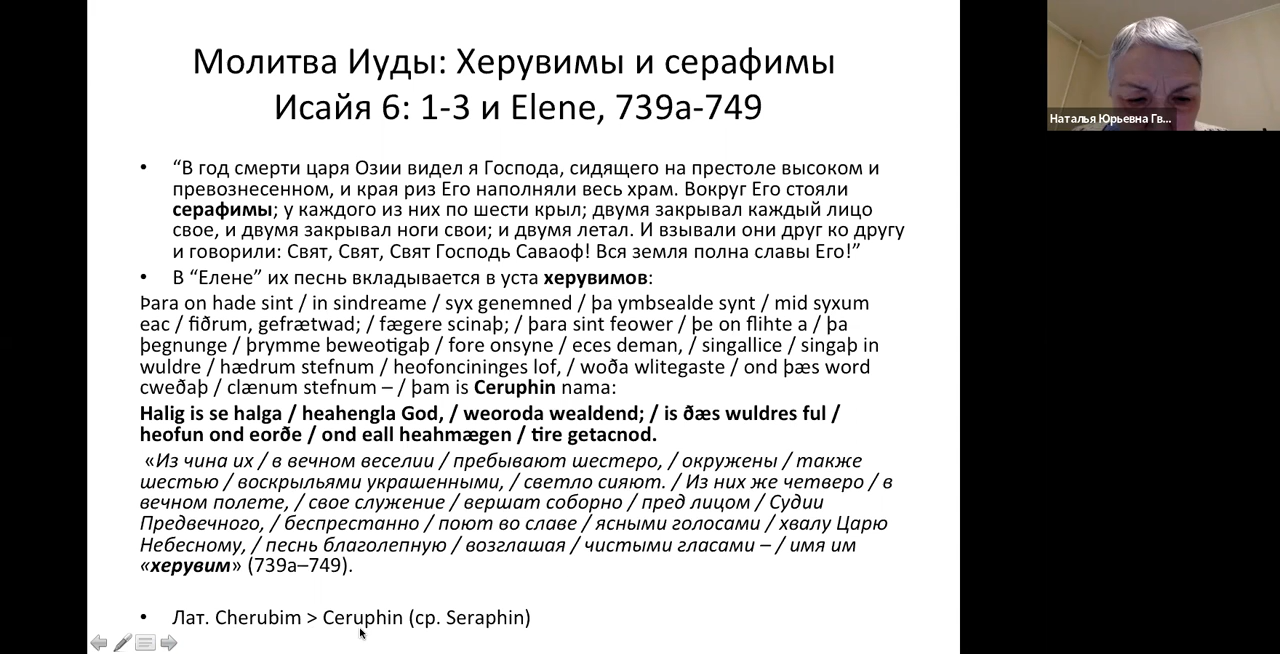 Молитва Иуды: Херувимы и серафимы
Исайя 6: 1-3 и Elene, 739a-749
• “В год смерти царя Озии видел я Господа, сидящего на престоле высоком и
превознесенном, и края риз Его наполняли весь храм. Вокруг Его стояли
серафимы; у каждого из них по шести крыл; двумя закрывал каждый лицо
свое, и двумя закрывал ноги свои; и двумя летал. И взывали они друг ко другу
и говорили: Свят, Свят, Свят Господь Саваоф! Вся земля полна славы Его!”
• В “Елене” их песнь вкладывается в уста херувимов:
Þara on hade sint / in sindreame / syx genemned / þa ymbsealde synt / mid syxum
eac / fiðrum, gefrætwad; / fægere scinaþ; / þara sint feower / þe on flihte a / þa
þegnunge / þrymme beweotigaþ / fore onsyne / eces deman, / singallice / singaþ in
wuldre / hædrum stefnum / heofoncininges lof, / woða wlitegaste / ond þæs word
cweðaþ / clænum stefnum – / þam is Ceruphin nama:
Halig is se halga / heahengla God, / weoroda wealdend; / is ðæs wuldres ful /
heofun ond eorðe / ond eall heahmægen / tire getacnod.
«Из чина их / в вечном веселии / пребывают шестеро, / окружены / также
шестью / воскрыльями украшенными, / светло сияют. / Из них же четверо / в
вечном полете, / свое служение / вершат соборно / пред лицом / Судии
Предвечного, / беспрестанно / поют во славе / ясными голосами / хвалу Царю
Небесному, / песнь благолепную / возглашая / чистыми гласами – / имя им
«херувим» (739a–749).
• Лат. Cherubim > Ceruphin (ср. Seraphin)
Наталья Юрьевна Гв...